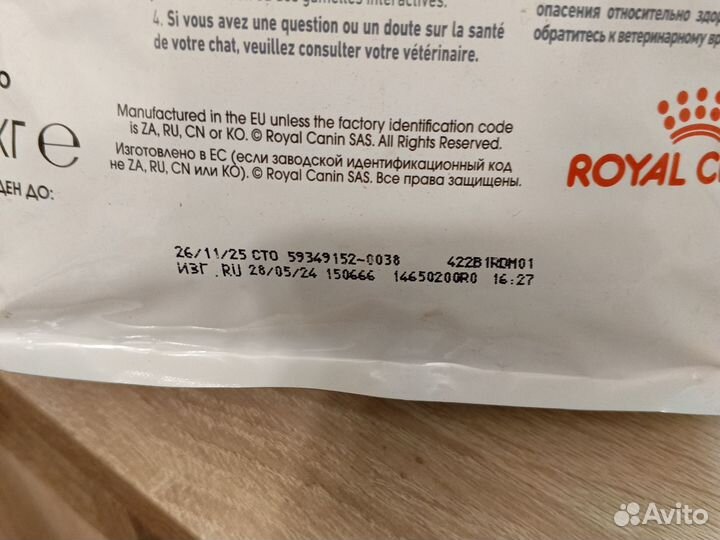 4. Si vous avez une question ou un doute sur la santé
de votre chat, veuillez consulter votre vétérinaire.
опасения относительно здор
обратитесь к ветеринарному вр
О
КГ e
ДЕН ДО:
Manufactured in the EU unless the factory identification code
is ZA, RU, CN or KO. © Royal Canin SAS. All Rights Reserved.
Изготовлено в ЕС (если заводской идентификационный код
не ZA, RU, CN или KO). © Royal Canin SAS. Все права защищены.
ROYAL C
26/11/25 СТО 59349152-0038 422B1RDM01
ИЗГ.RU 28/05/24 150666 14650200R0 16:27
Avito